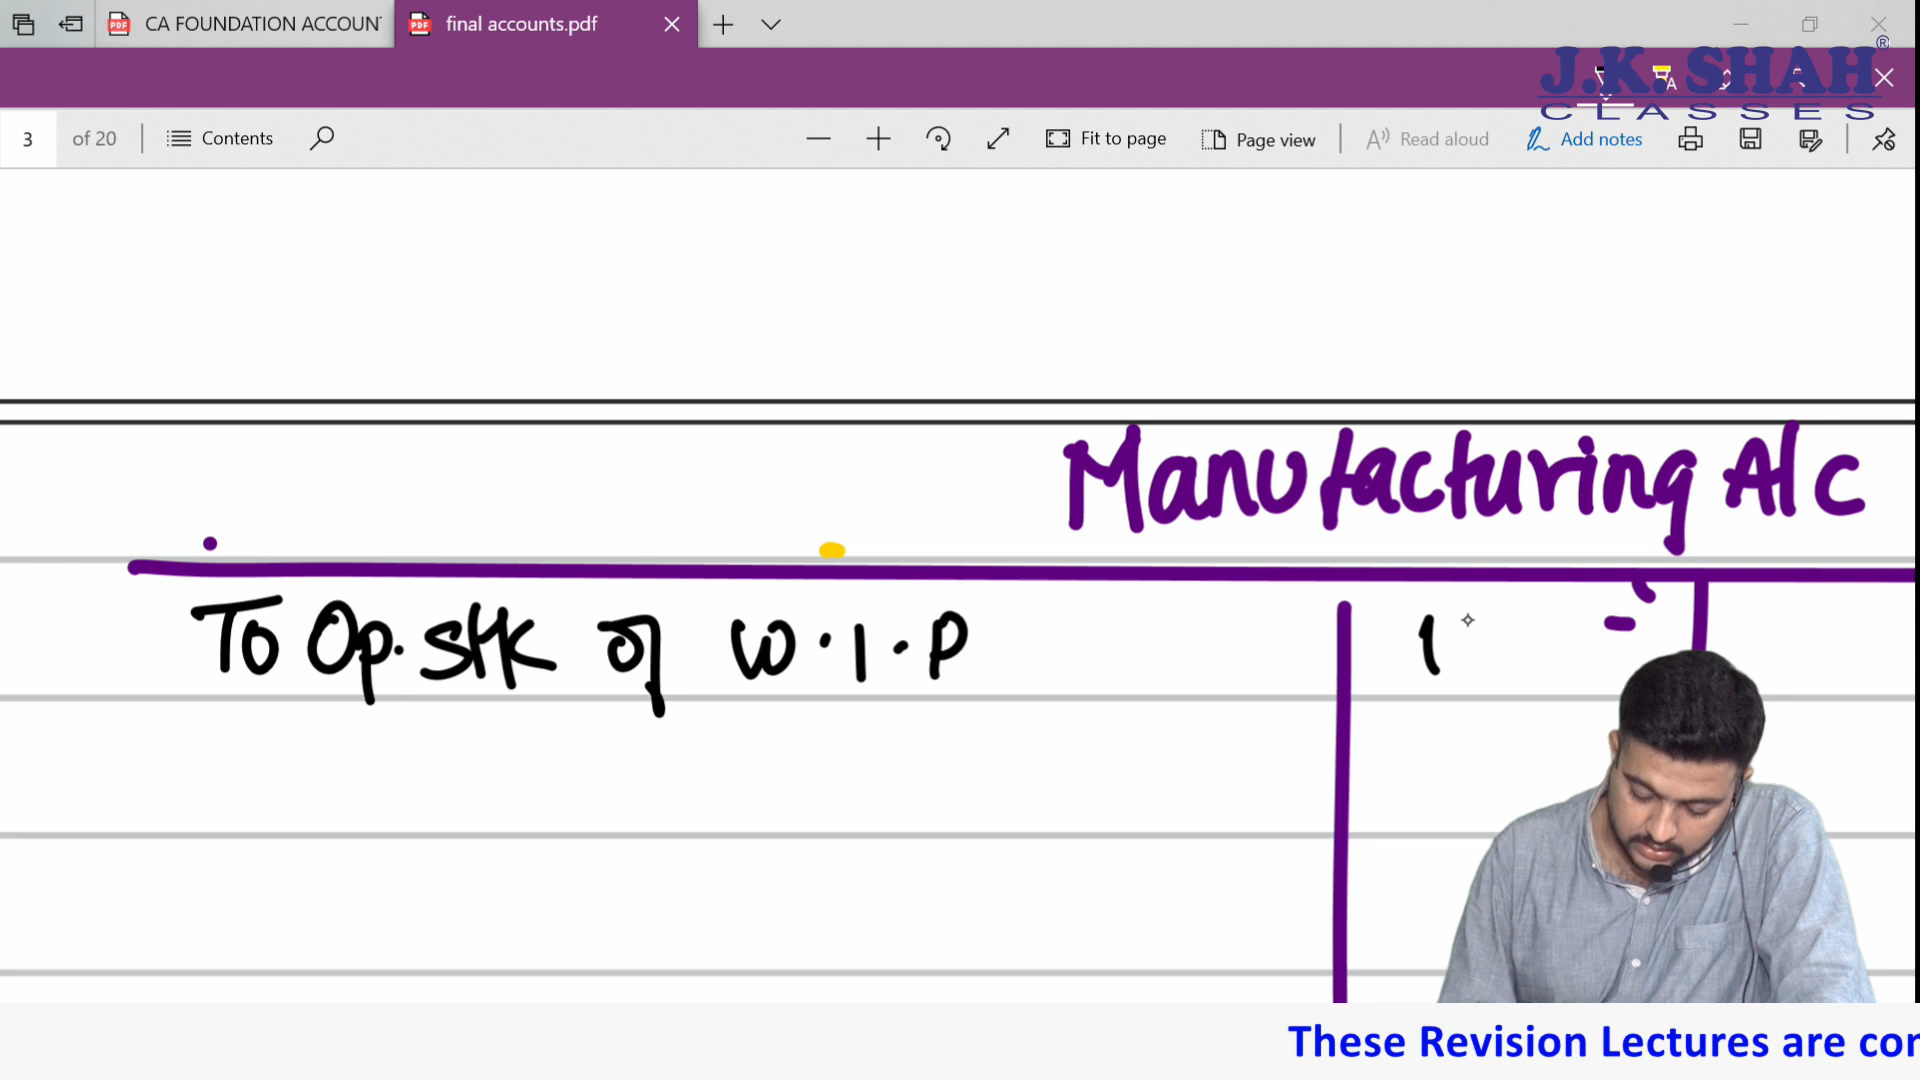 CA FOUNDATION ACCOUN
final accounts.pdf
J.K. SHAH®
CLASSES
3 of 20 Contents Fit to page Page view Read aloud Add notes
Manufacturing A/c
To Op. Stk of W.I.P
These Revision Lectures are con